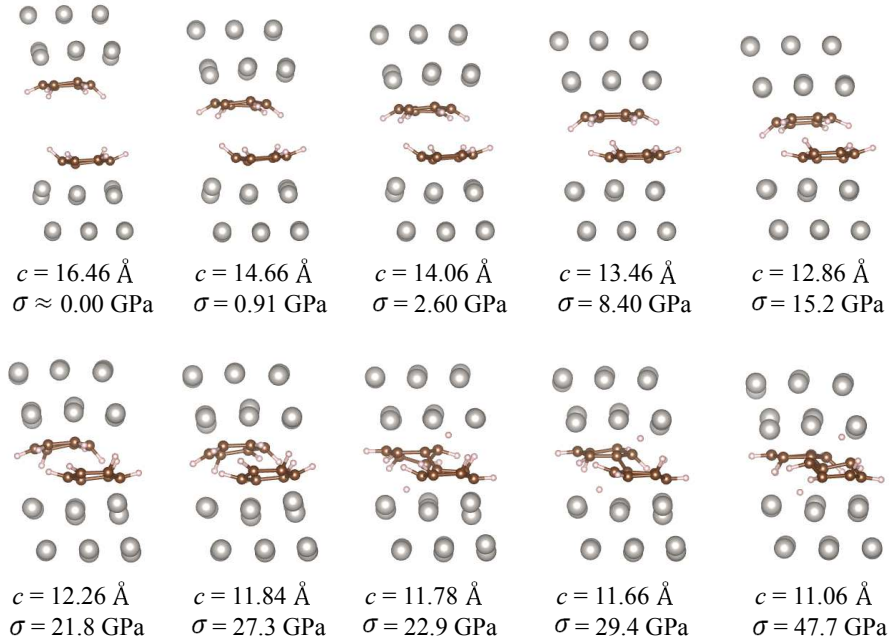 c = 16.46 Å
σ ≈ 0.00 GPa
c = 14.66 Å
σ = 0.91 GPa
c = 14.06 Å
σ = 2.60 GPa
c = 13.46 Å
σ = 8.40 GPa
c = 12.86 Å
σ = 15.2 GPa
c = 12.26 Å
σ = 21.8 GPa
c = 11.84 Å
σ = 27.3 GPa
c = 11.78 Å
σ = 22.9 GPa
c = 11.66 Å
σ = 29.4 GPa
c = 11.06 Å
σ = 47.7 GPa